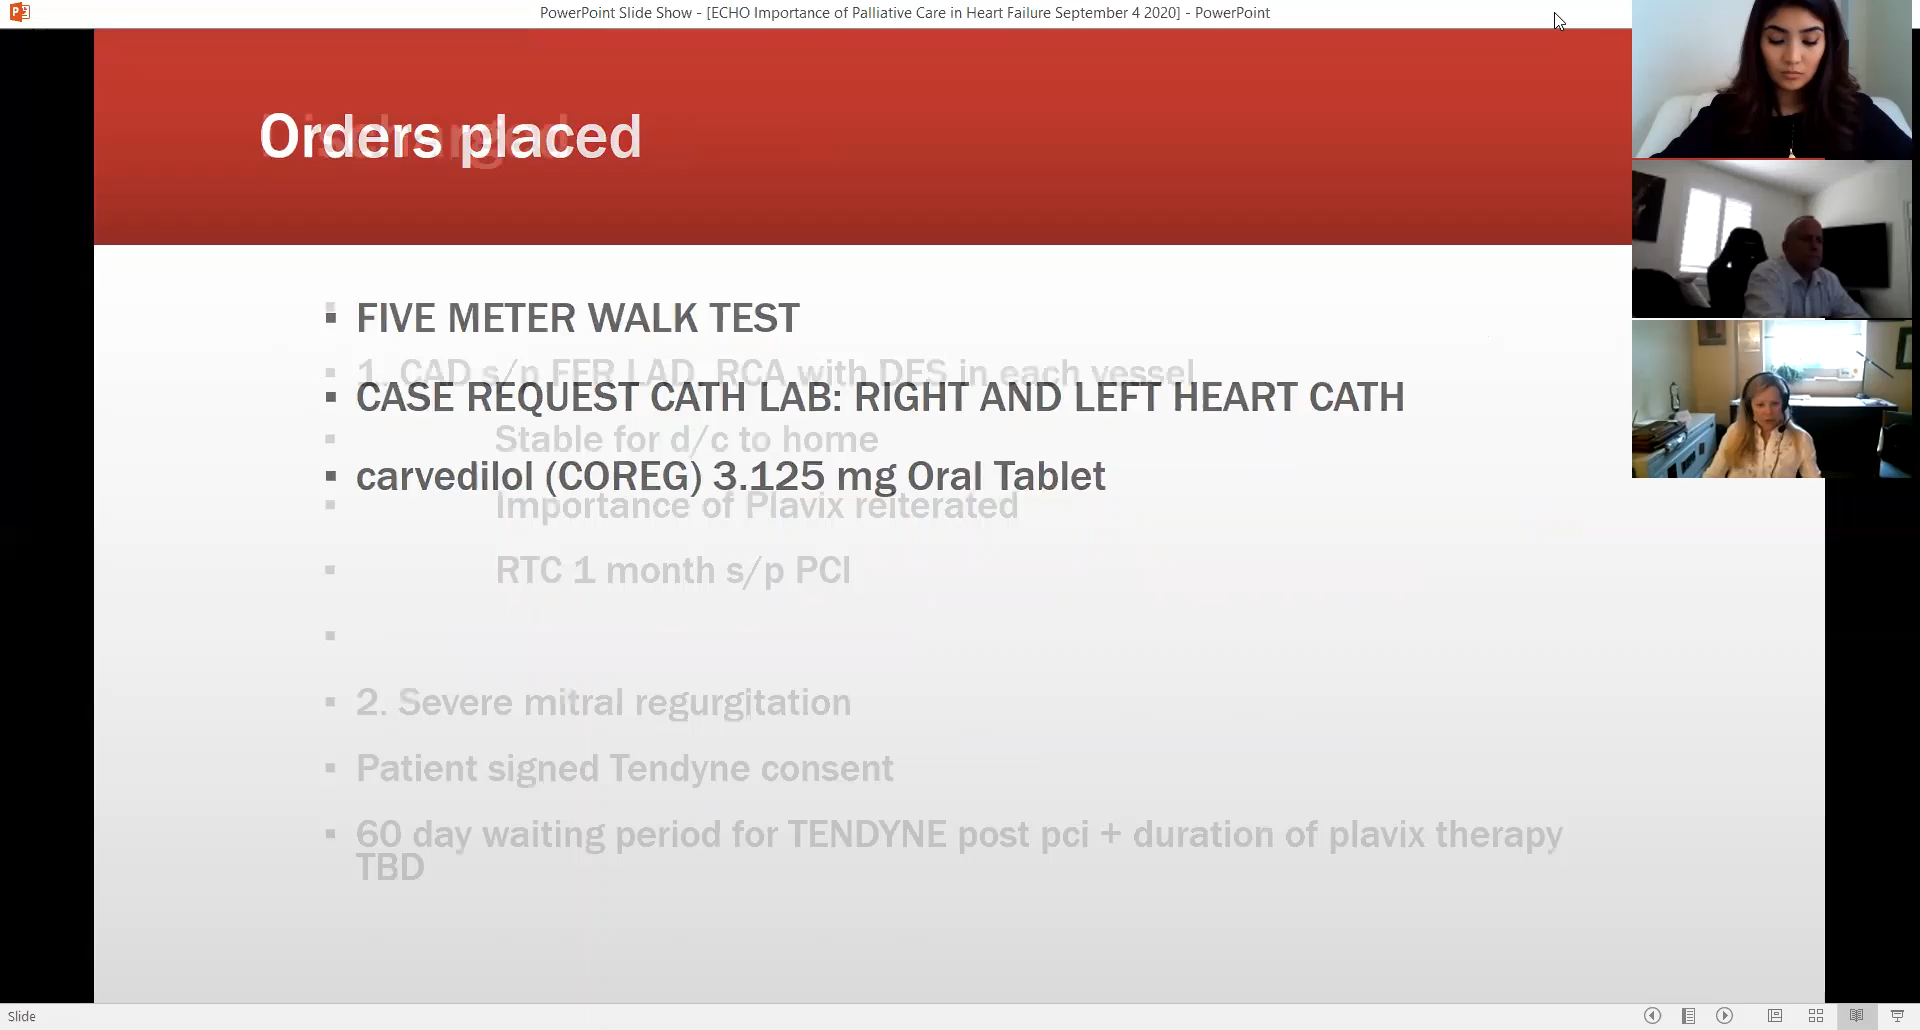 PowerPoint Slide Show - [ECHO Importance of Palliative Care in Heart Failure September 4 2020] - PowerPoint
Orders placed
FIVE METER WALK TEST
1. CAD s/p FFR LAD, RCA with DES in each vessel
CASE REQUEST CATH LAB: RIGHT AND LEFT HEART CATH
Stable for d/c to home
carvedilol (COREG) 3.125 mg Oral Tablet
Importance of Plavix reiterated
RTC 1 month s/p PCI
2. Severe mitral regurgitation
Patient signed Tendyne consent
60 day waiting period for TENDYNE post pci + duration of plavix therapy
TBD
Slide